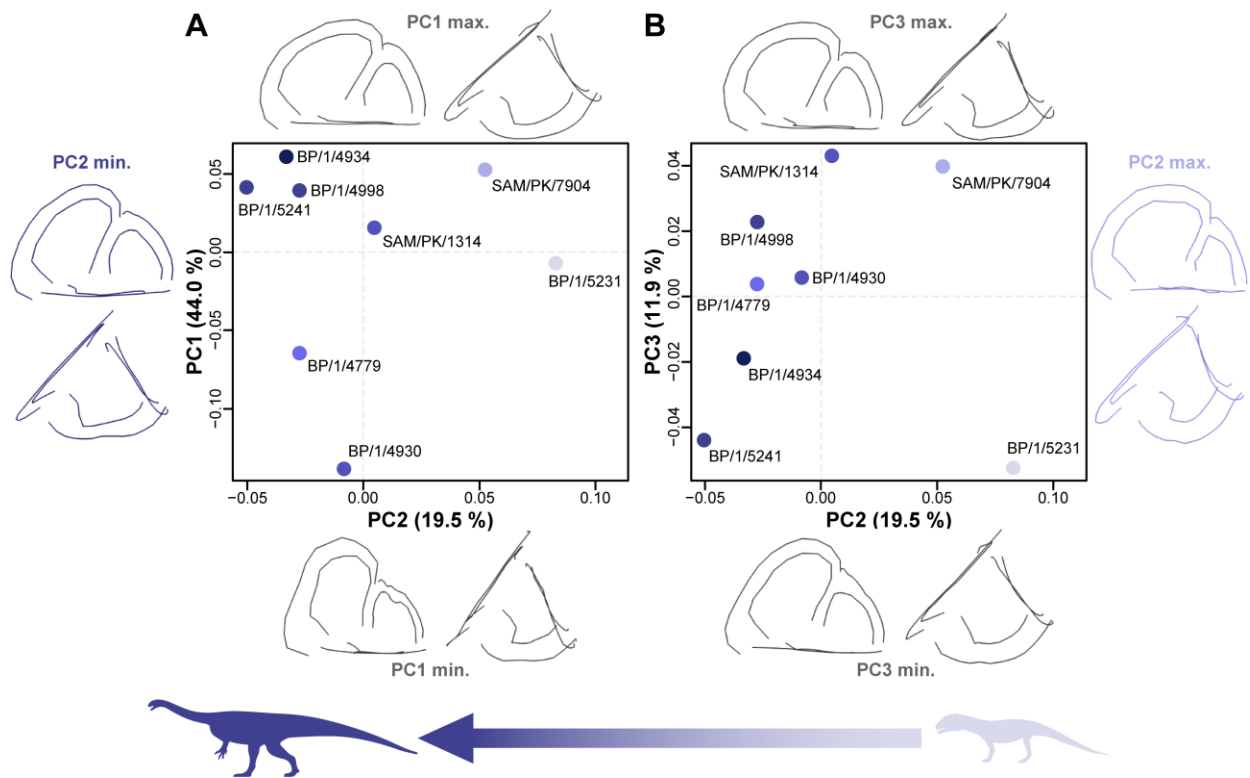 A
PC1 max.
B
PC3 max.
PC2 min.
PC2 max.
0.05
0.00
−0.05
−0.10
PC1 (44.0 %)
BP/1/4934
BP/1/4998
BP/1/5241
SAM/PK/7904
SAM/PK/1314
BP/1/5231
BP/1/4779
BP/1/4930
−0.05
0.00
0.05
0.10
PC2 (19.5 %)
0.04
0.02
0.00
−0.02
−0.04
PC3 (11.9 %)
SAM/PK/1314
SAM/PK/7904
BP/1/4998
BP/1/4930
BP/1/4779
BP/1/4934
BP/1/5241
BP/1/5231
−0.05
0.00
0.05
0.10
PC2 (19.5 %)
PC1 min.
PC3 min.